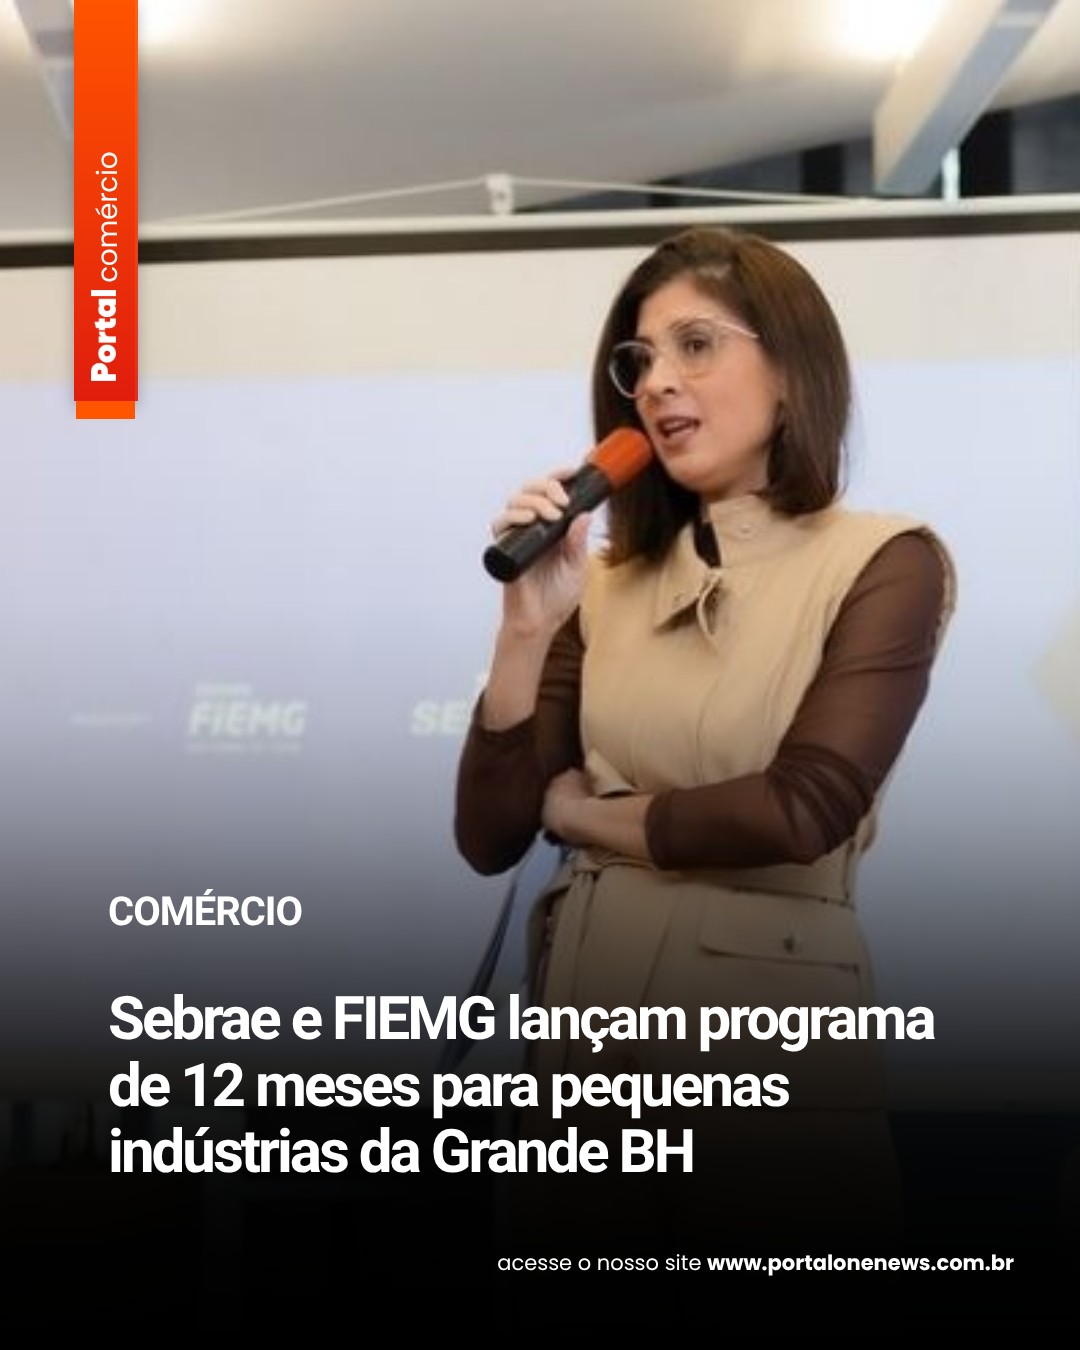 Portal comércio
FIEMG
SE
COMÉRCIO
Sebrae e FIEMG lançam programa
de 12 meses para pequenas
indústrias da Grande BH
acesse o nosso site www.portalonenews.com.br